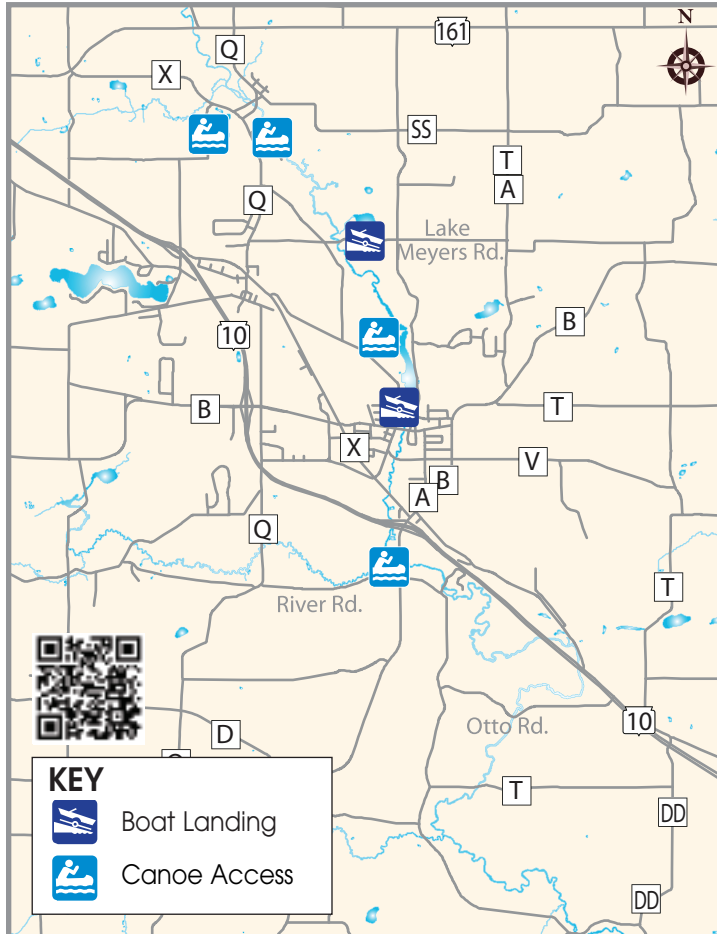 N
161
Q
X
SS
T
A
Q
Lake
Meyers Rd.
10
B
B
T
X
V
B
A
Q
River Rd.
T
Otto Rd.
10
D
T
DD
DD
KEY
Boat Landing
Canoe Access